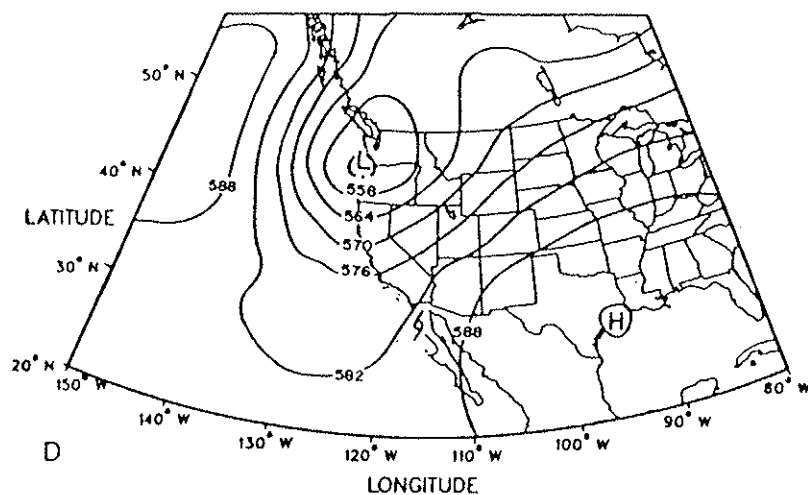 50° N
40° N
588
(L)
558
LATITUDE
564
570
30° N
576
588
H
20° N
582
150° W
80° W
140° W
90° W
130° W
100° W
120° W
110° W
D
LONGITUDE